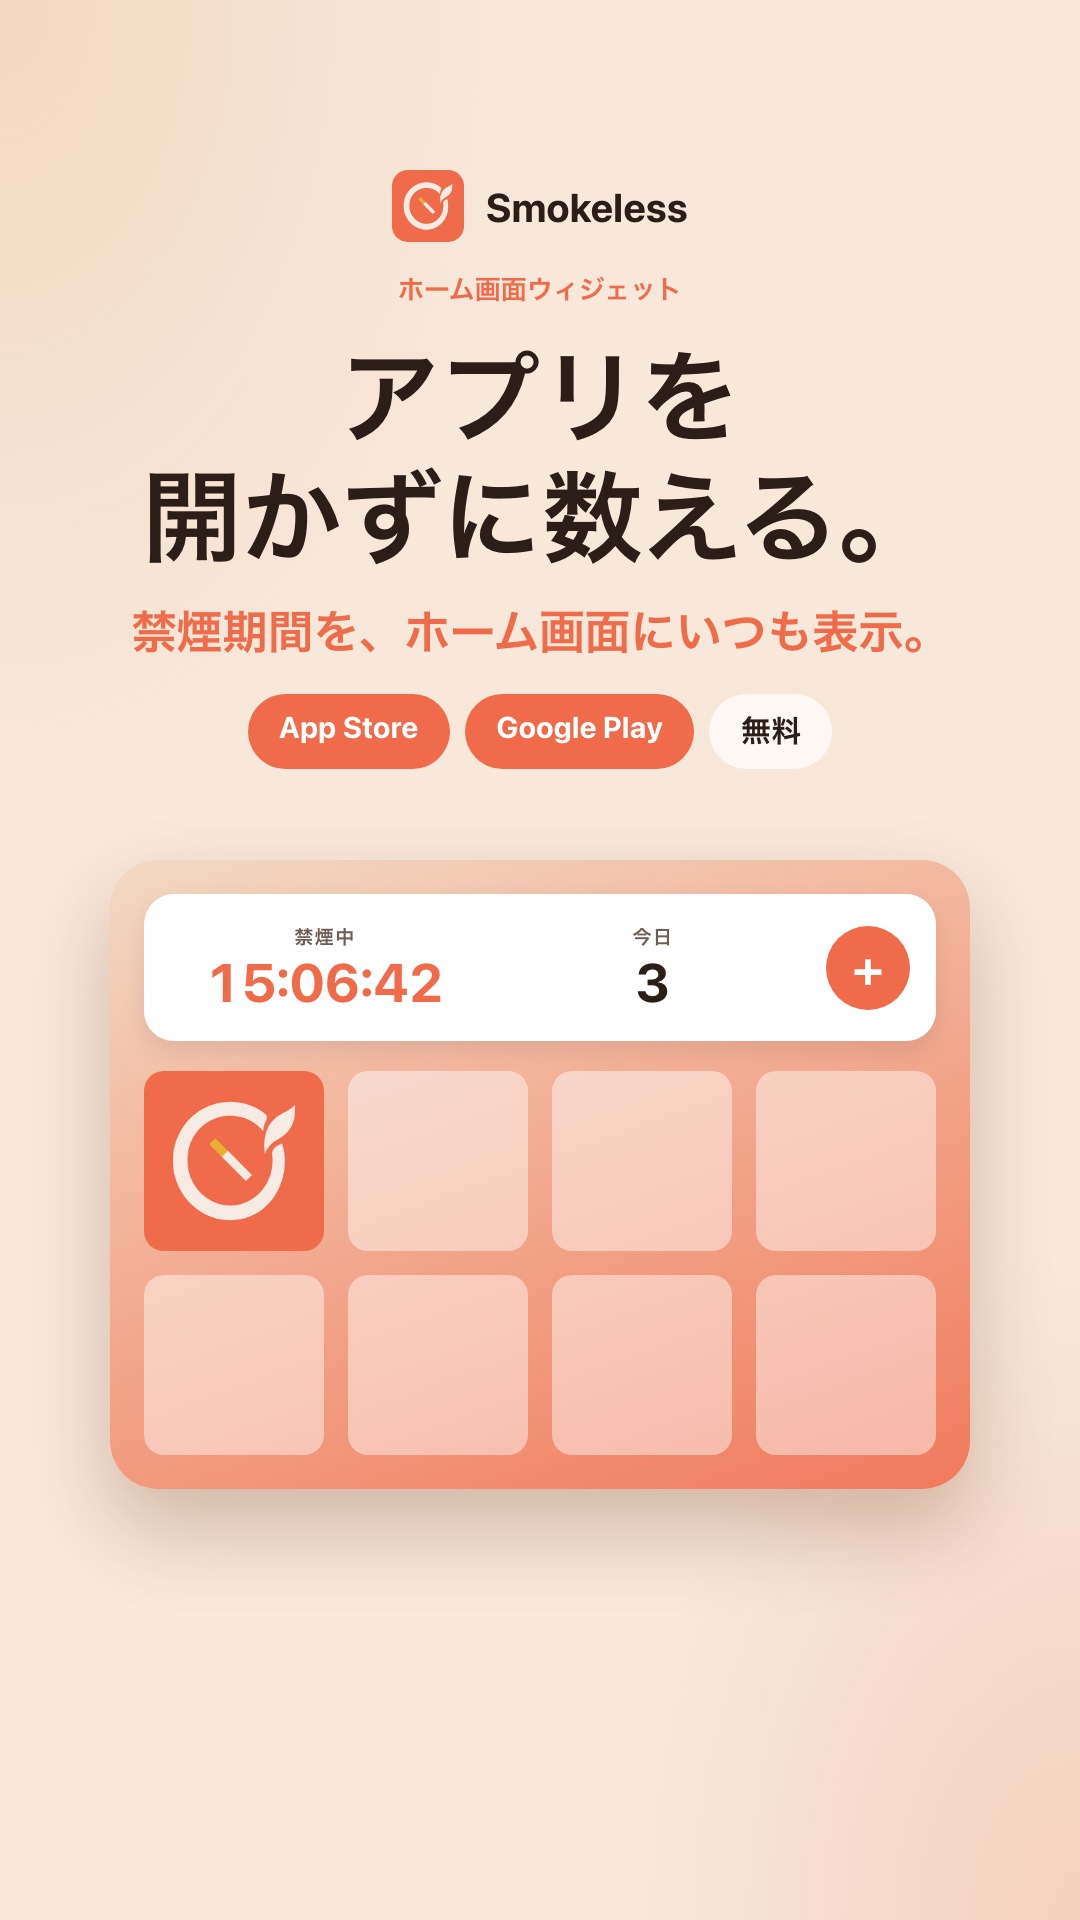 Smokeless
ホーム画面ウィジェット
アプリを
開かずに数える。
禁煙期間を、ホーム画面にいつも表示。
App Store
Google Play
無料
禁煙中
15:06:42
今日
3
+